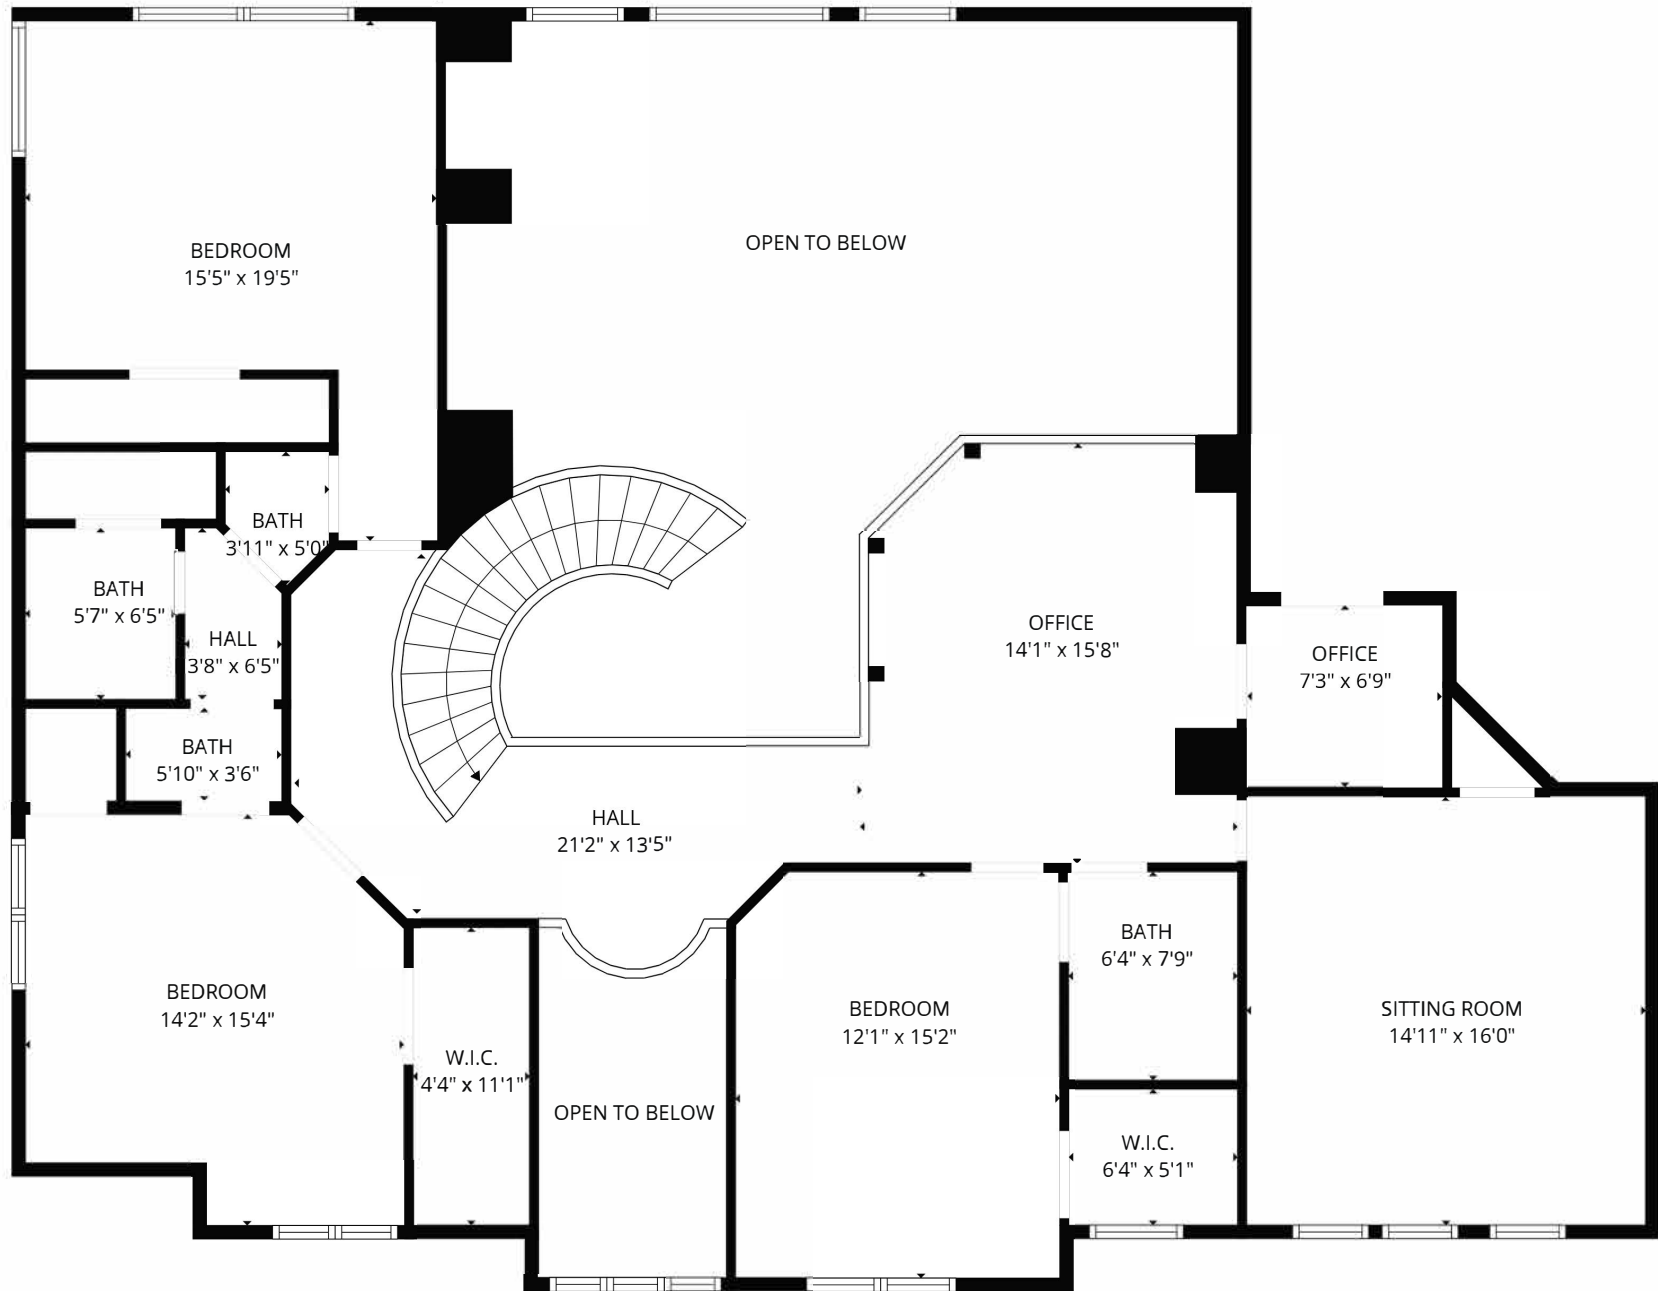 OPEN TO BELOW
BEDROOM
15'5" x 19'5"
BATH
3'11" x 5'0"
BATH
5'7" x 6'5"
HALL
3'8" x 6'5"
OFFICE
14'1" x 15'8"
OFFICE
7'3" x 6'9"
BATH
5'10" x 3'6"
HALL
21'2" x 13'5"
BATH
6'4" x 7'9"
BEDROOM
14'2" x 15'4"
BEDROOM
12'1" x 15'2"
SITTING ROOM
14'11" x 16'0"
W.I.C.
4'4" x 11'1"
OPEN TO BELOW
W.I.C.
6'4" x 5'1"